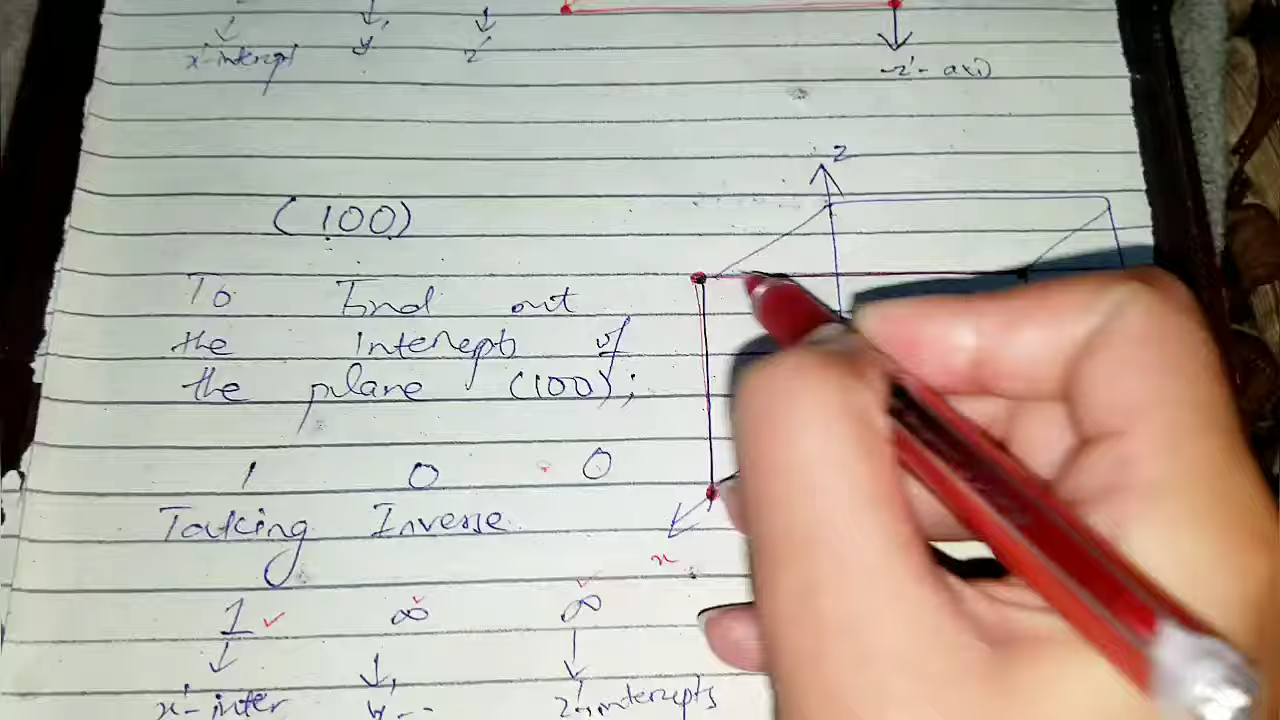 x'-intercept y' z'
-z'- axis
z
(100)
To Find out
the Intercepts of
the plane (100);
1 0 0
Taking Inverse
x
1 ∞ ∞
x'-inter y'-- z'-intercepts